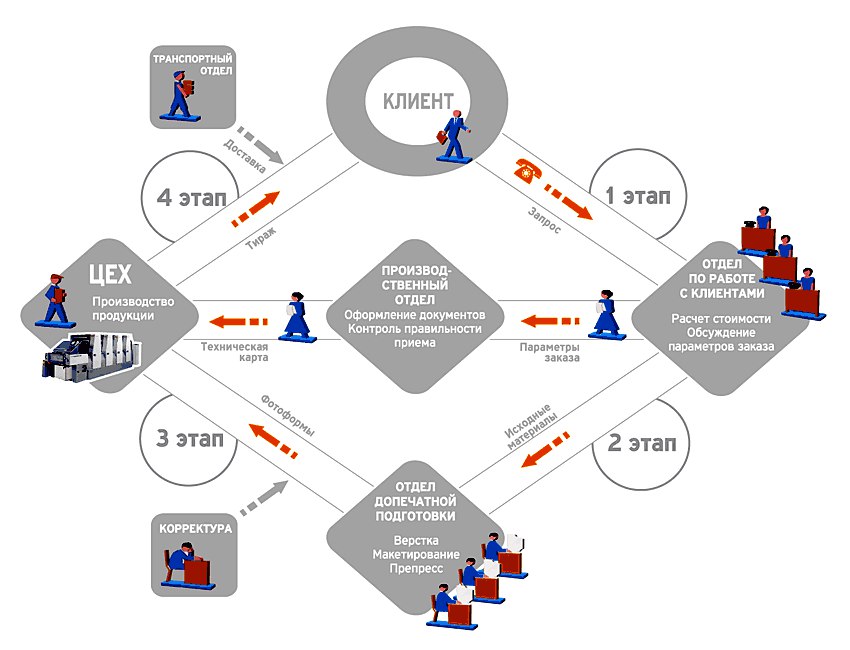 ТРАНСПОРТНЫЙ
ОТДЕЛ
КЛИЕНТ
Доставка
4 этап
Тираж
Запрос
1 этап
ЦЕХ
Производство
продукции
ПРОИЗВОД-
СТВЕННЫЙ
ОТДЕЛ
Оформление документов
Контроль правильности
приема
ОТДЕЛ
ПО РАБОТЕ
С КЛИЕНТАМИ
Расчет стоимости
Обсуждение
параметров заказа
Техническая
карта
Параметры
заказа
3 этап
Фотоформы
Исходные
материалы
2 этап
КОРРЕКТУРА
ОТДЕЛ
ДОПЕЧАТНОЙ
ПОДГОТОВКИ
Верстка
Макетирование
Препресс